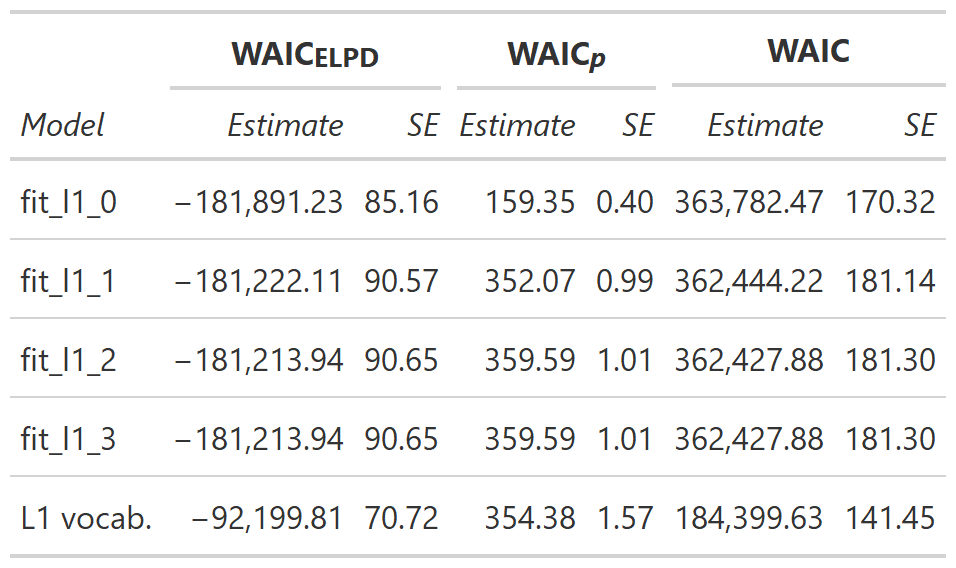 WAICELPD WAICp WAIC
Model Estimate SE Estimate SE Estimate SE
fit_l1_0 −181,891.23 85.16 159.35 0.40 363,782.47 170.32
fit_l1_1 −181,222.11 90.57 352.07 0.99 362,444.22 181.14
fit_l1_2 −181,213.94 90.65 359.59 1.01 362,427.88 181.30
fit_l1_3 −181,213.94 90.65 359.59 1.01 362,427.88 181.30
L1 vocab. −92,199.81 70.72 354.38 1.57 184,399.63 141.45